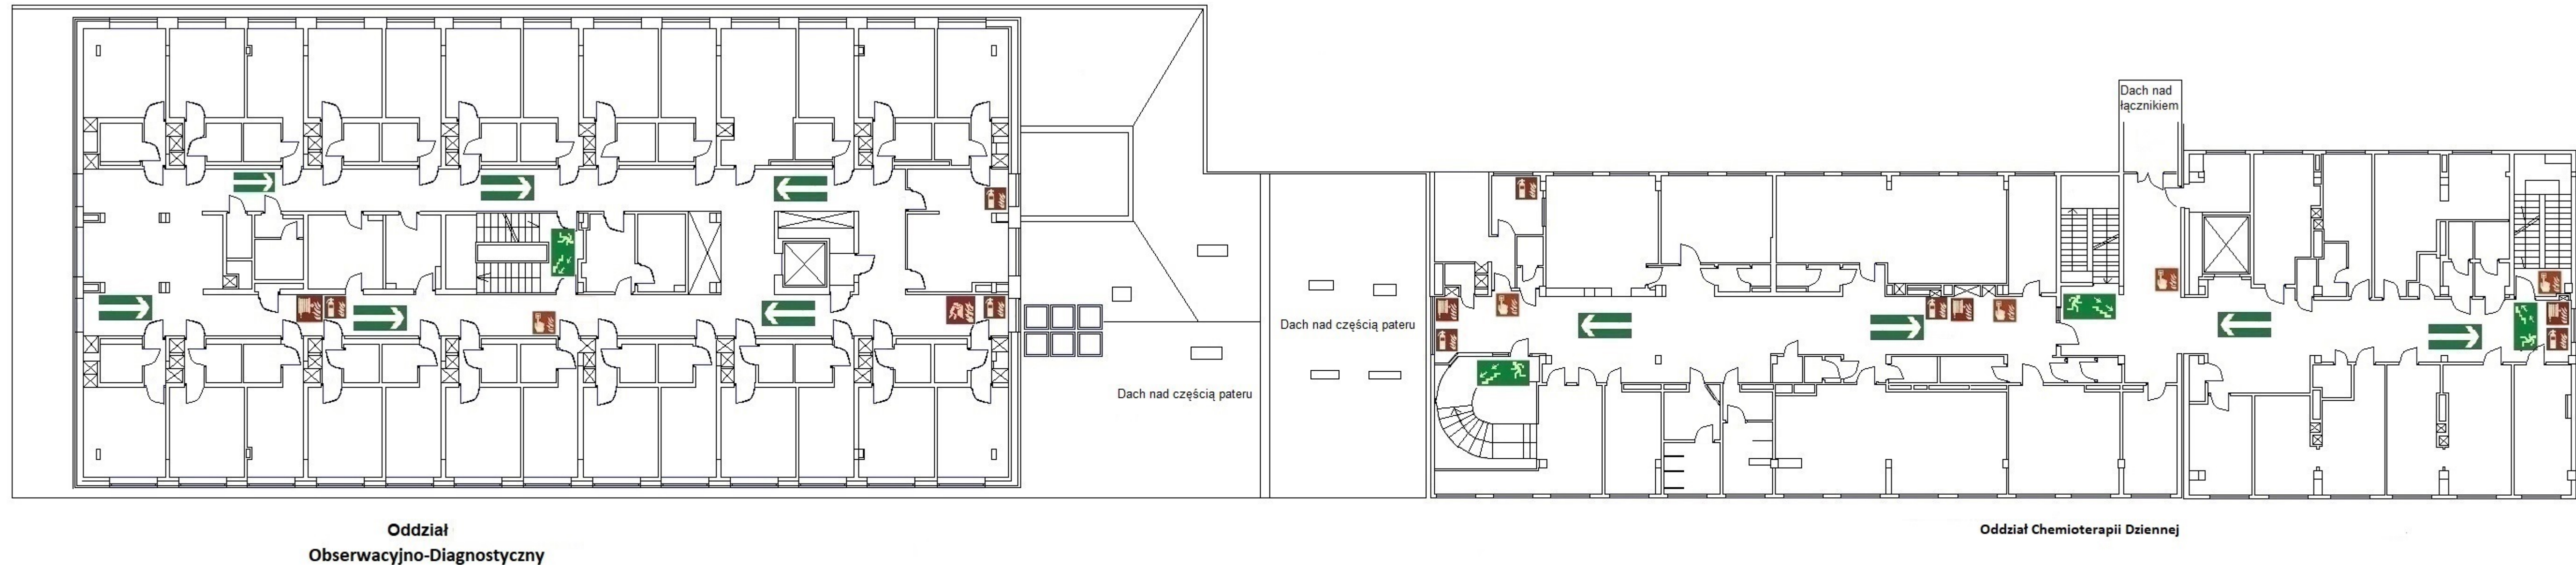 Dach nad
łącznikiem
Dach nad częścią pateru
Dach nad częścią pateru
Oddział
Obserwacyjno-Diagnostyczny
Oddział Chemioterapii Dziennej